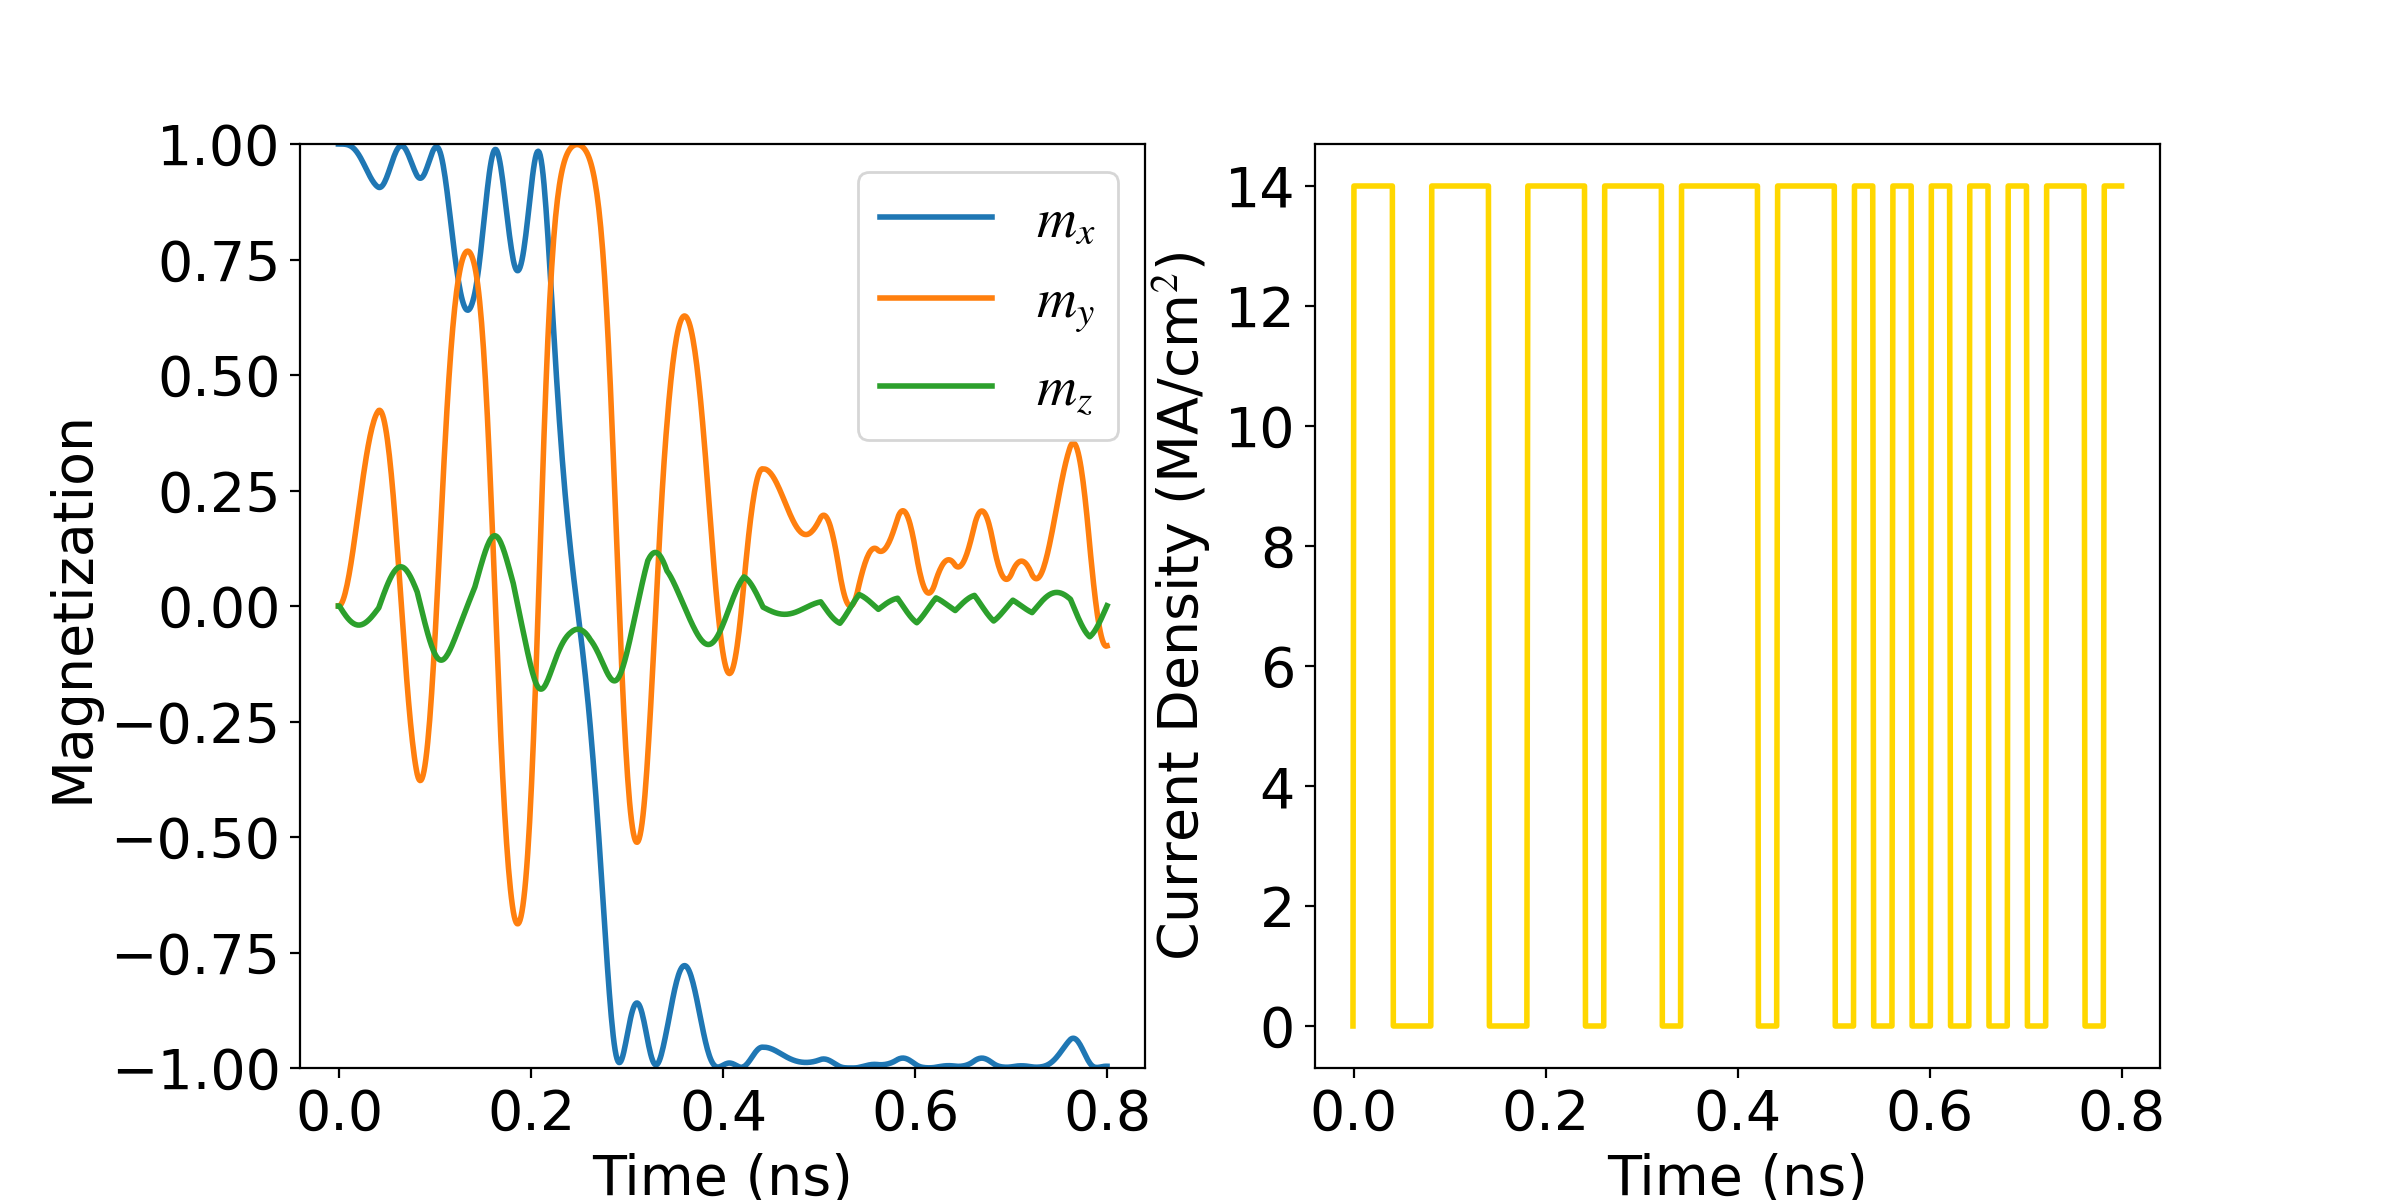 1.00
0.75
0.50
0.25
0.00
−0.25
−0.50
−0.75
−1.00
Magnetization
0.0 0.2 0.4 0.6 0.8
Time (ns)
m_x
m_y
m_z
14
12
10
8
6
4
2
0
Current Density (MA/cm²)
0.0 0.2 0.4 0.6 0.8
Time (ns)